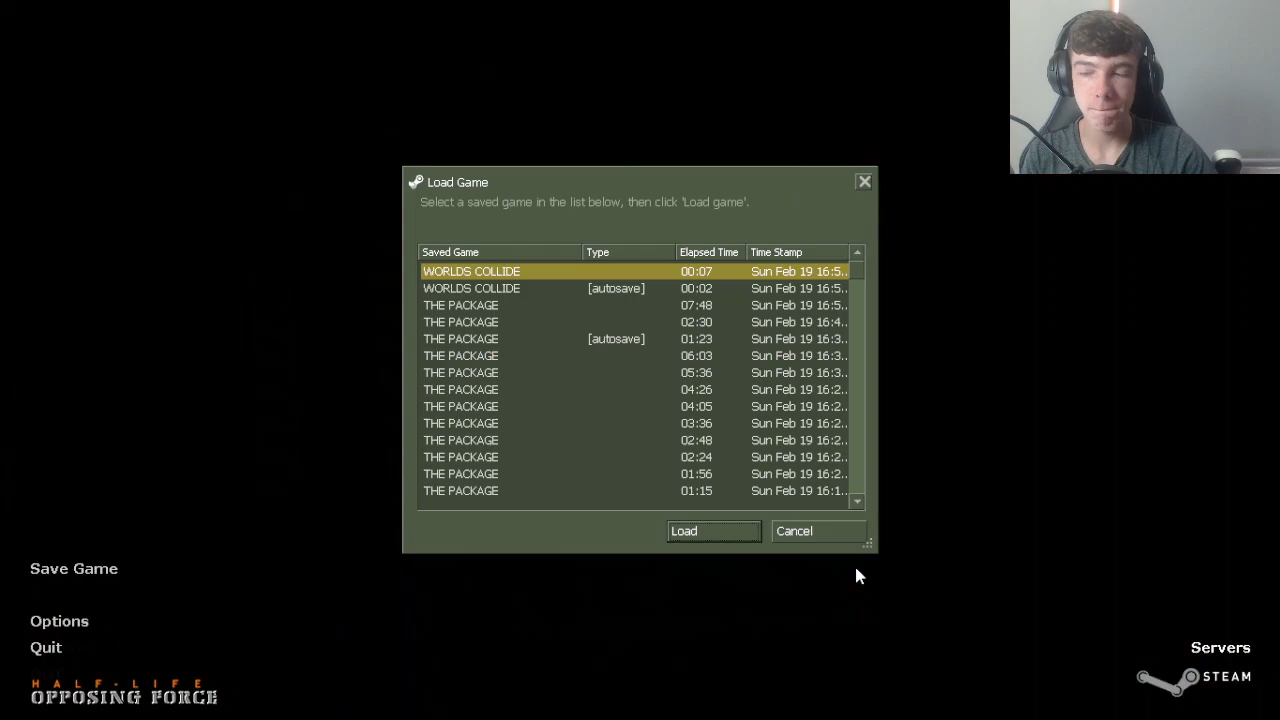 Load Game
Select a saved game in the list below, then click 'Load game'.
Saved Game Type Elapsed Time Time Stamp
WORLDS COLLIDE 00:07 Sun Feb 19 16:5..
WORLDS COLLIDE [autosave] 00:02 Sun Feb 19 16:5..
THE PACKAGE 07:48 Sun Feb 19 16:5..
THE PACKAGE 02:30 Sun Feb 19 16:4..
THE PACKAGE [autosave] 01:23 Sun Feb 19 16:3..
THE PACKAGE 06:03 Sun Feb 19 16:3..
THE PACKAGE 05:36 Sun Feb 19 16:3..
THE PACKAGE 04:26 Sun Feb 19 16:2..
THE PACKAGE 04:05 Sun Feb 19 16:2..
THE PACKAGE 03:36 Sun Feb 19 16:2..
THE PACKAGE 02:48 Sun Feb 19 16:2..
THE PACKAGE 02:24 Sun Feb 19 16:2..
THE PACKAGE 01:56 Sun Feb 19 16:2..
THE PACKAGE 01:15 Sun Feb 19 16:1..
Load Cancel
Save Game
Options
Quit
Servers
HALF-LIFE
OPPOSING FORCE
STEAM